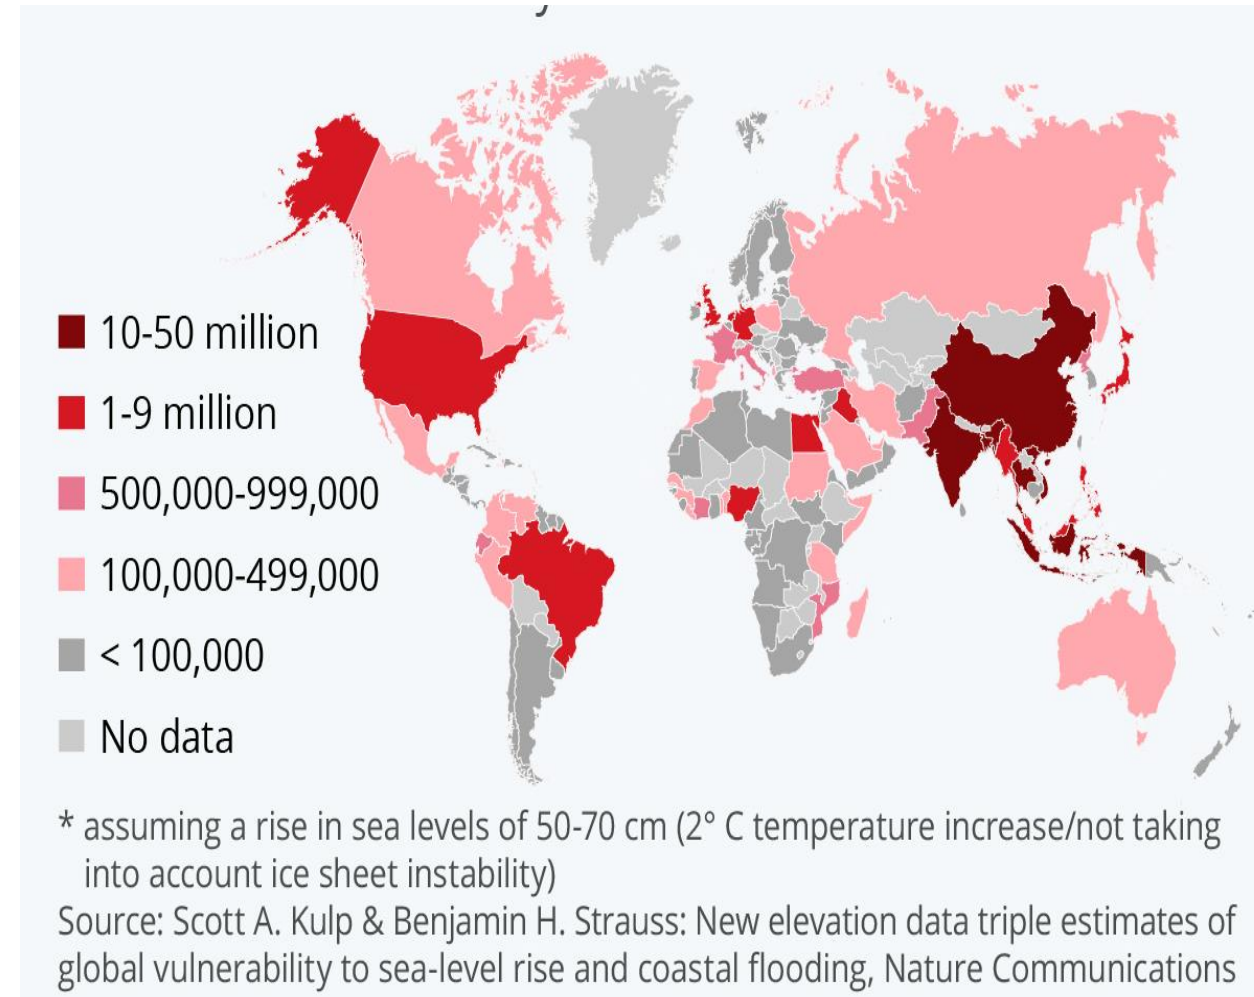 10-50 million
1-9 million
500,000-999,000
100,000-499,000
< 100,000
No data
* assuming a rise in sea levels of 50-70 cm (2° C temperature increase/not taking
into account ice sheet instability)
Source: Scott A. Kulp & Benjamin H. Strauss: New elevation data triple estimates of
global vulnerability to sea-level rise and coastal flooding, Nature Communications